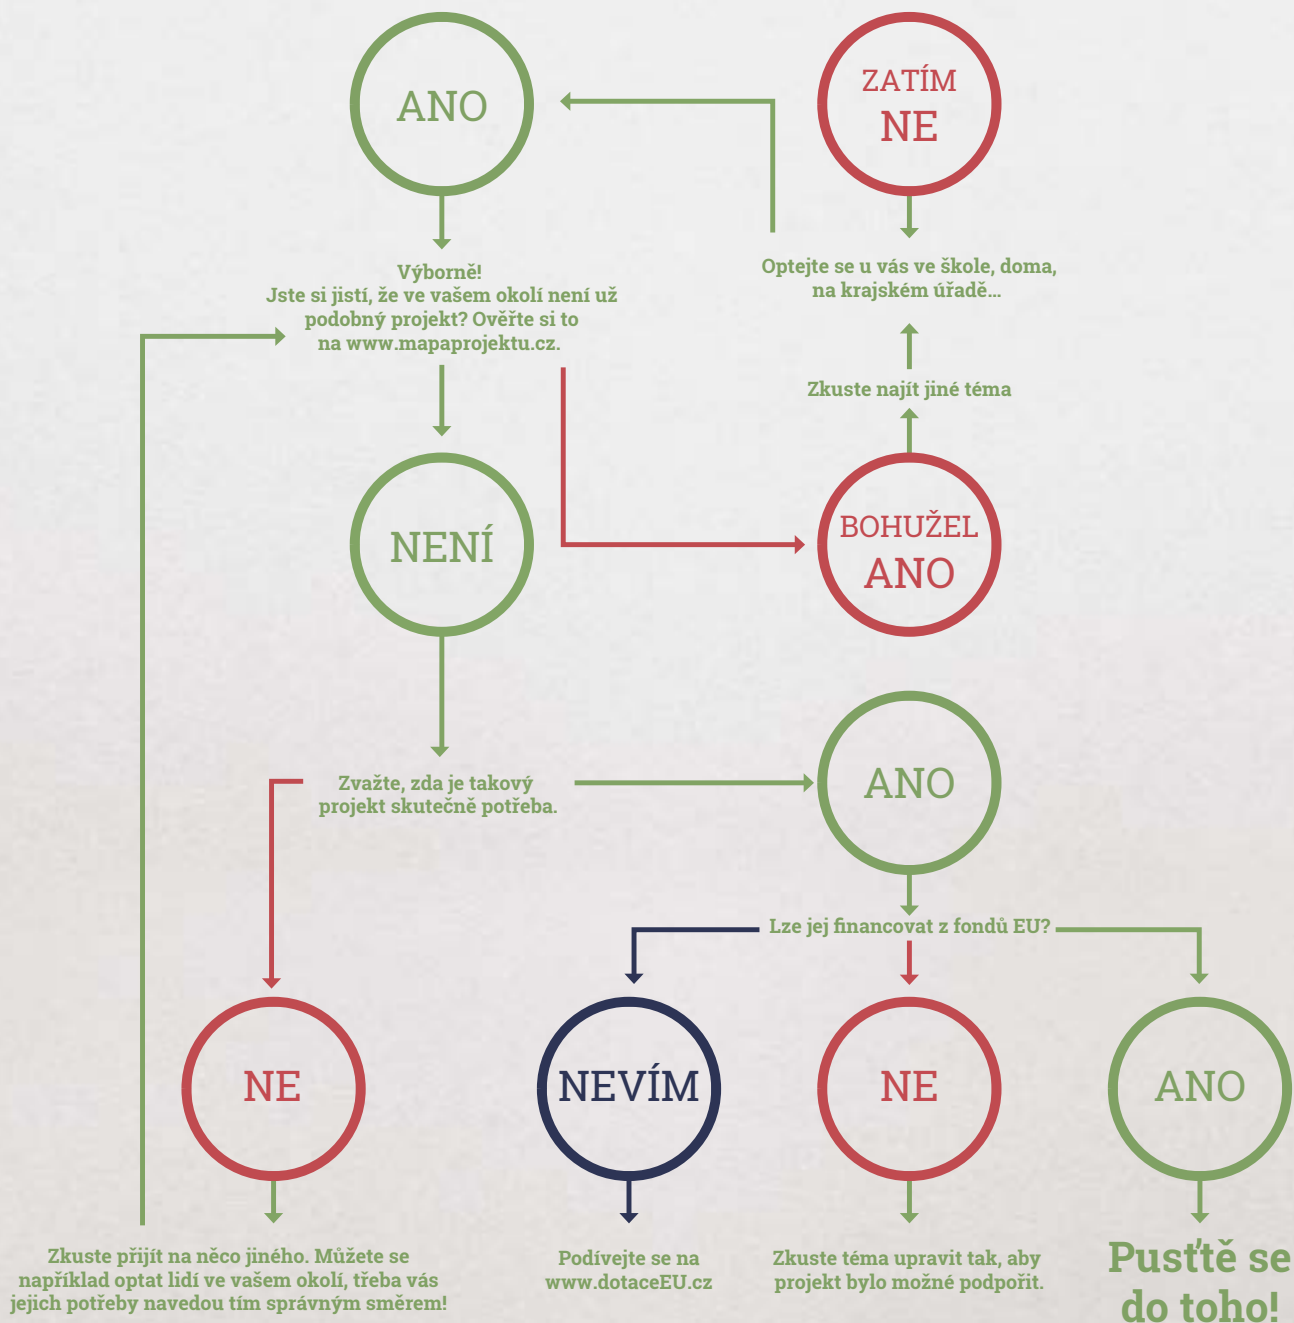 ANO
ZATÍM
NE
Výborně!
Jste si jistí, že ve vašem okolí není už
podobný projekt? Ověřte si to
na www.mapaprojektu.cz.
Optejte se u vás ve škole, doma,
na krajském úřadě...
Zkuste najít jiné téma
NENÍ
BOHUŽEL
ANO
Zvažte, zda je takový
projekt skutečně potřeba.
ANO
Lze jej financovat z fondů EU?
NE
NEVÍM
NE
ANO
Zkuste přijít na něco jiného. Můžete se
například optat lidí ve vašem okolí, třeba vás
jejich potřeby navedou tím správným směrem!
Podívejte se na
www.dotaceEU.cz
Zkuste téma upravit tak, aby
projekt bylo možné podpořit.
Pusťtě se
do toho!